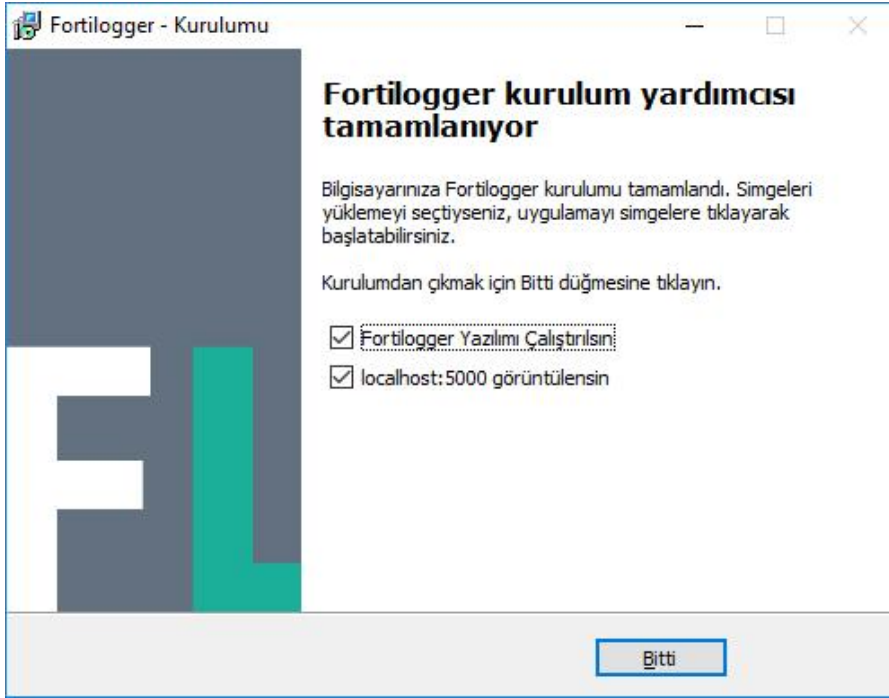 Fortilogger - Kurulumu
Fortilogger kurulum yardımcısı
tamamlanıyor
Bilgisayarınıza Fortilogger kurulumu tamamlandı. Simgeleri
yüklemeyi seçtiyseniz, uygulamayı simgelere tıklayarak
başlatabilirsiniz.
Kurulumdan çıkmak için Bitti düğmesine tıklayın.
Fortilogger Yazılımı Çalıştırılsın
localhost:5000 görüntülensin
FL
Bitti